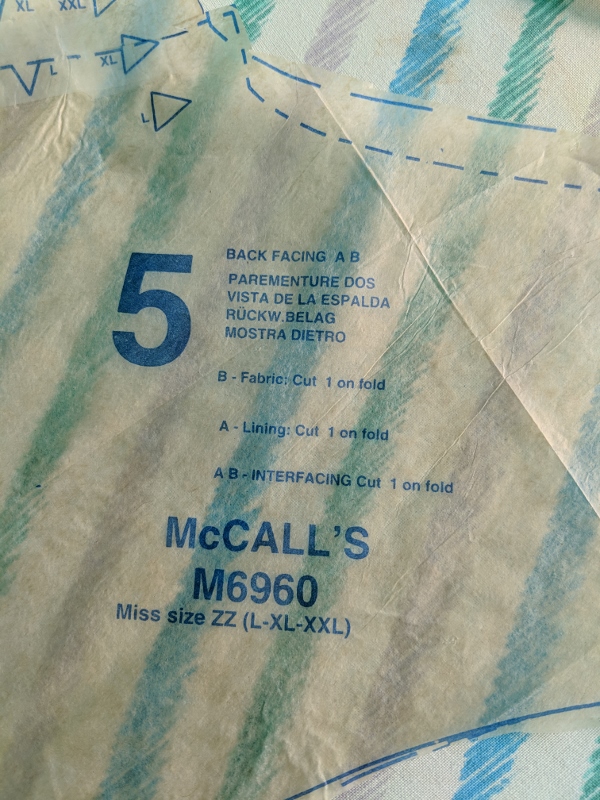 XL XXL
L XL
L
5
BACK FACING A B
PAREMENTURE DOS
VISTA DE LA ESPALDA
RÜCKW.BELAG
MOSTRA DIETRO
B - Fabric: Cut 1 on fold
A - Lining: Cut 1 on fold
A B - INTERFACING Cut 1 on fold
McCALL'S
M6960
Miss size ZZ (L-XL-XXL)